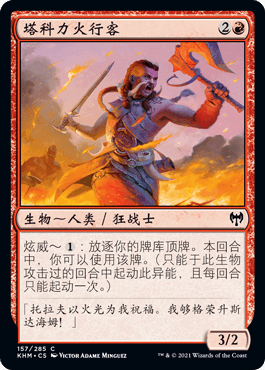 塔科力火行客 2
生物～人类／狂战士
炫威～1：放逐你的牌库顶牌。本回合
中，你可以使用该牌。（只能于此生物
攻击过的回合中起动此异能，且每回合
只能起动一次。）
「托拉夫以火光为我祝福。我够格荣升斯
达海姆！」
3/2
157/285 C
KHM • CS VICTOR ADAME MINGUEZ
™ & © 2021 Wizards of the Coast